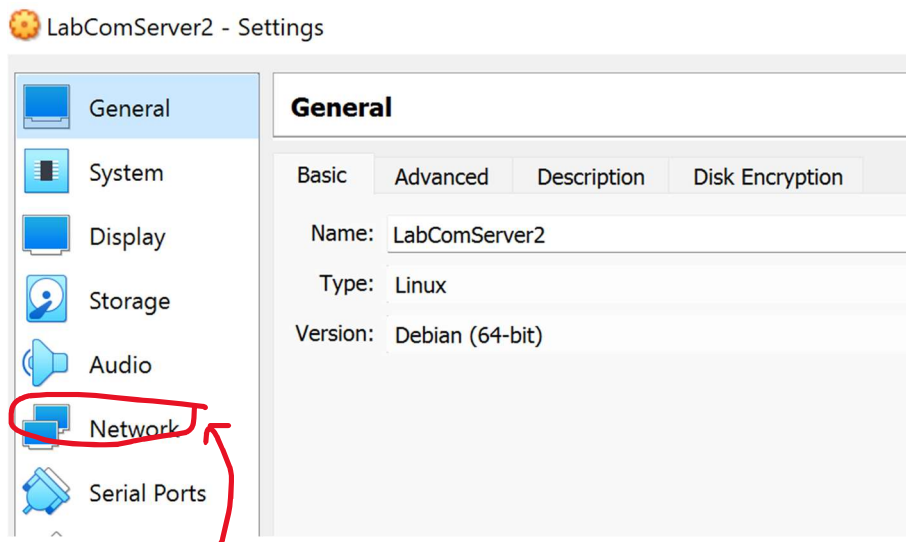 LabComServer2 - Settings
General
System
Display
Storage
Audio
Network
Serial Ports
General
Basic Advanced Description Disk Encryption
Name: LabComServer2
Type: Linux
Version: Debian (64-bit)